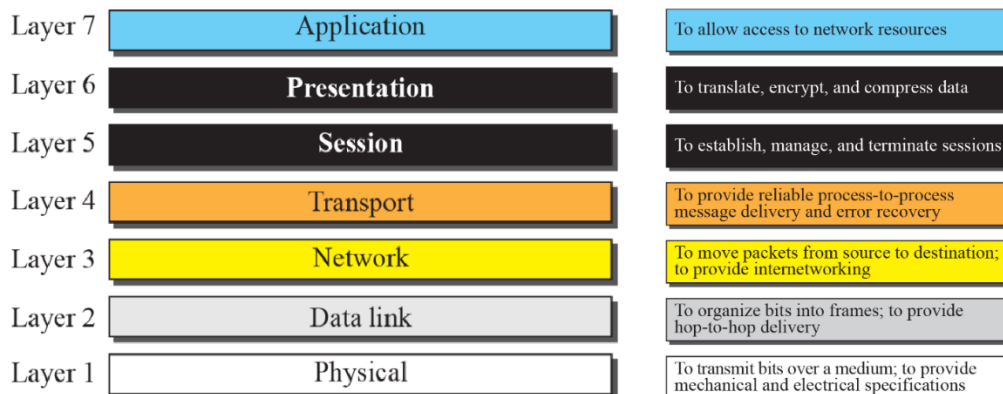 Layer 7 Application To allow access to network resources
Layer 6 Presentation To translate, encrypt, and compress data
Layer 5 Session To establish, manage, and terminate sessions
Layer 4 Transport To provide reliable process-to-process
message delivery and error recovery
Layer 3 Network To move packets from source to destination;
to provide internetworking
Layer 2 Data link To organize bits into frames; to provide
hop-to-hop delivery
Layer 1 Physical To transmit bits over a medium; to provide
mechanical and electrical specifications